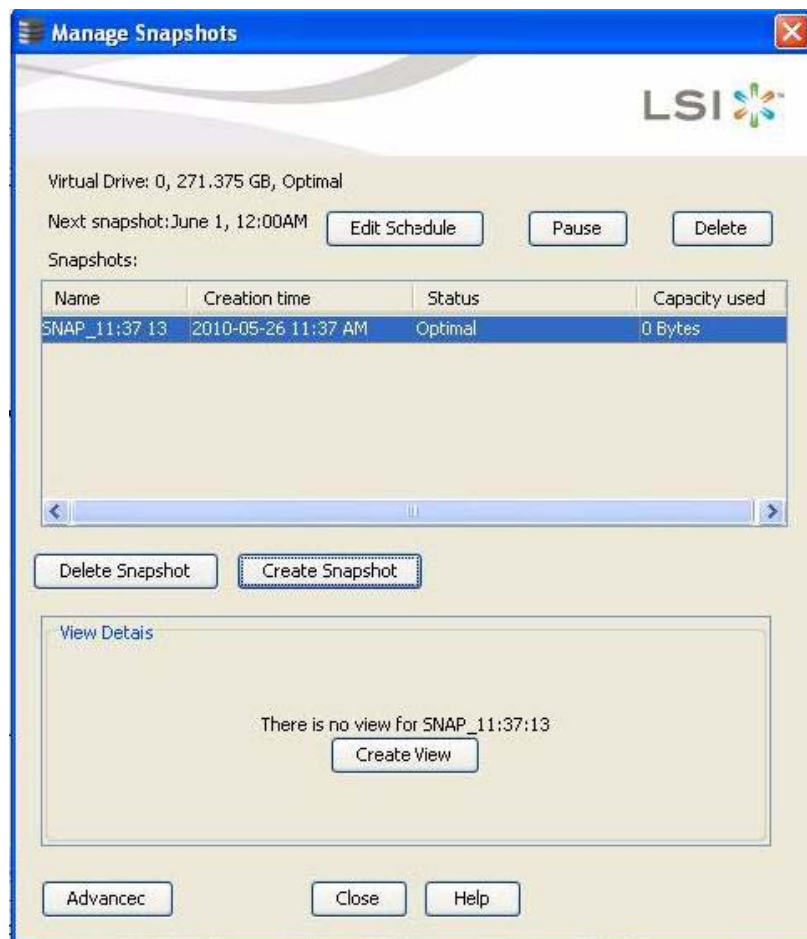 Manage Snapshots
LSI
Virtual Drive: 0, 271.375 GB, Optimal
Next snapshot:June 1, 12:00AM Edit Schedule Pause Delete
Snapshots:
Name Creation time Status Capacity used
SNAP_11:37 13 2010-05-26 11:37 AM Optimal 0 Bytes
Delete Snapshot Create Snapshot
View Detais
There is no view for SNAP_11:37:13
Create View
Advancec Close Help